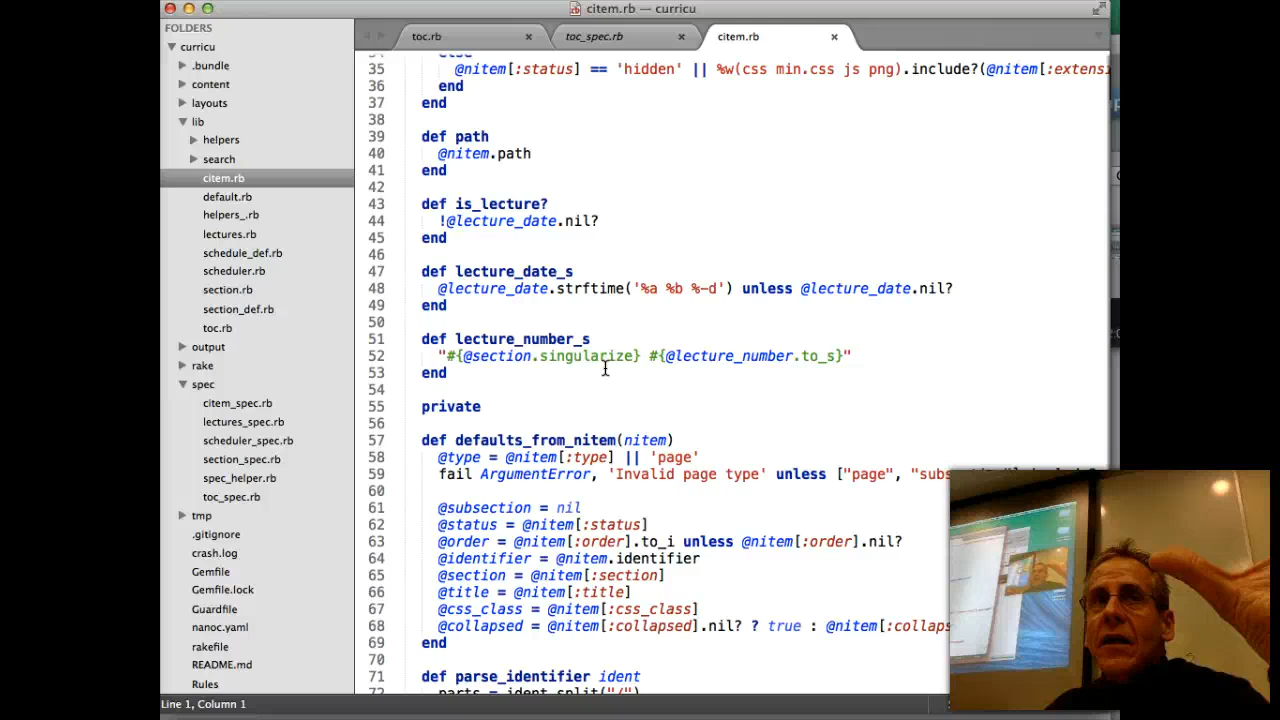 citem.rb — curricu
FOLDERS
curricu
.bundle
content
layouts
lib
helpers
search
citem.rb
default.rb
helpers_.rb
lectures.rb
schedule_def.rb
scheduler.rb
section.rb
section_def.rb
toc.rb
output
rake
spec
citem_spec.rb
lectures_spec.rb
scheduler_spec.rb
section_spec.rb
spec_helper.rb
toc_spec.rb
tmp
.gitignore
crash.log
Gemfile
Gemfile.lock
Guardfile
nanoc.yaml
rakefile
README.md
Rules
toc.rb × toc_spec.rb × citem.rb ×
34 else
35 @nitem[:status] == 'hidden' || %w(css min.css js png).include?(@nitem[:extensi
36 end
37 end
38
39 def path
40 @nitem.path
41 end
42
43 def is_lecture?
44 !@lecture_date.nil?
45 end
46
47 def lecture_date_s
48 @lecture_date.strftime('%a %b %-d') unless @lecture_date.nil?
49 end
50
51 def lecture_number_s
52 "#{@section.singularize} #{@lecture_number.to_s}"
53 end
54
55 private
56
57 def defaults_from_nitem(nitem)
58 @type = @nitem[:type] || 'page'
59 fail ArgumentError, 'Invalid page type' unless ["page", "subs
60
61 @subsection = nil
62 @status = @nitem[:status]
63 @order = @nitem[:order].to_i unless @nitem[:order].nil?
64 @identifier = @nitem.identifier
65 @section = @nitem[:section]
66 @title = @nitem[:title]
67 @css_class = @nitem[:css_class]
68 @collapsed = @nitem[:collapsed].nil? ? true : @nitem[:collaps
69 end
70
71 def parse_identifier ident
72 parts = ident.split("/")
Line 1, Column 1